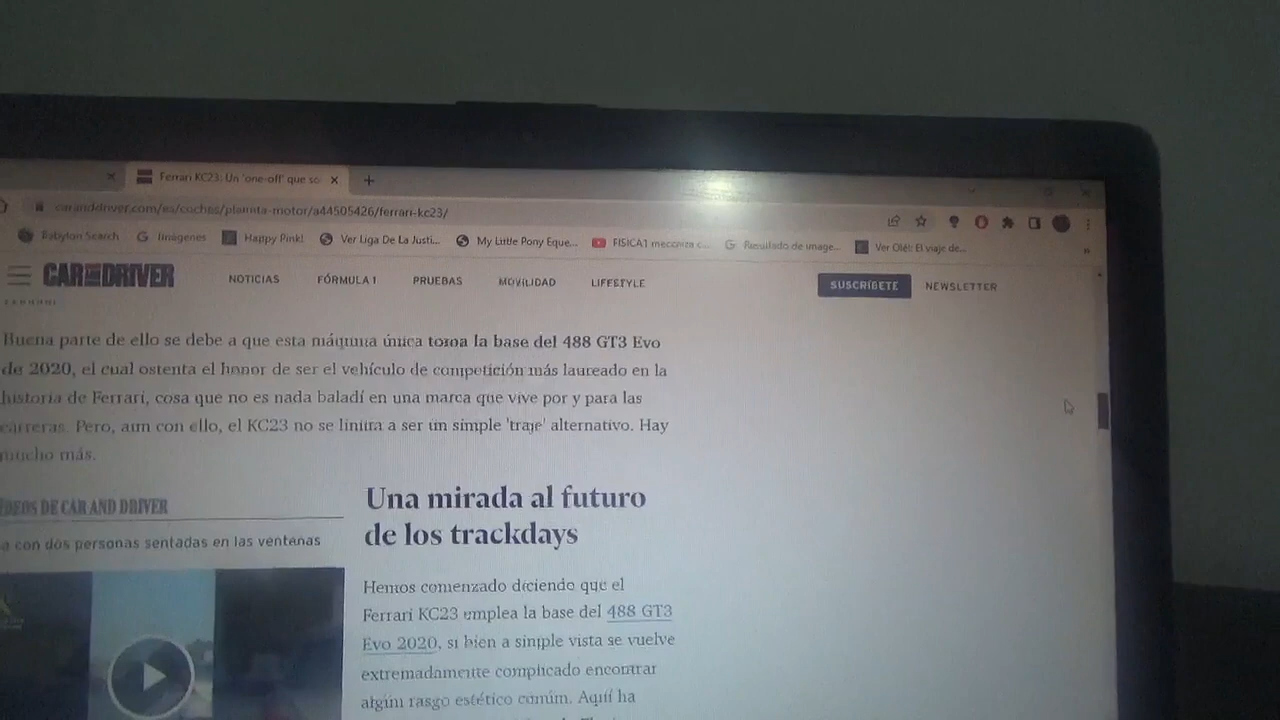 Ferrari KC23: Un 'one-off' que so
caranddriver.com/es/coches/planeta-motor/a44505426/ferrari-kc23/
Babylon Search
Imágenes
Happy Pink!
Ver Liga De La Justi...
My Little Pony Eque...
FISICA1 mecanica c...
Resultado de image...
Ver Olé!: El viaje de...
CAR AND DRIVER
NOTICIAS
FÓRMULA 1
PRUEBAS
MOVILIDAD
LIFESTYLE
SUSCRÍBETE
NEWSLETTER
Buena parte de ello se debe a que esta máquina única toma la base del 488 GT3 Evo
de 2020, el cual ostenta el honor de ser el vehículo de competición más laureado en la
historia de Ferrari, cosa que no es nada baladí en una marca que vive por y para las
carreras. Pero, aun con ello, el KC23 no se limita a ser un simple 'traje' alternativo. Hay
mucho más.
DEOS DE CAR AND DRIVER
a con dos personas sentadas en las ventanas
Una mirada al futuro
de los trackdays
Hemos comenzado diciendo que el
Ferrari KC23 emplea la base del 488 GT3
Evo 2020, si bien a simple vista se vuelve
extremadamente complicado encontrar
algún rasgo estético común. Aquí ha